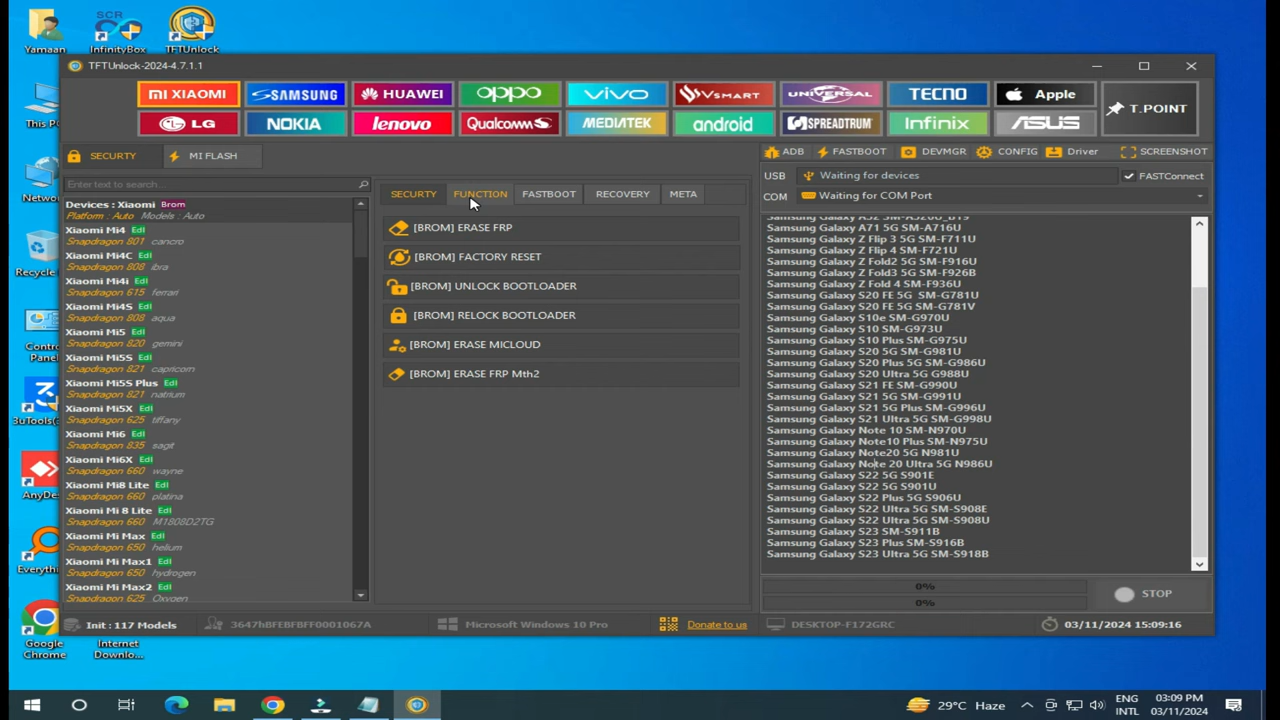 Yamaan
SCR
InfinityBox
TFTUnlock
This PC
Network
Recycle
Control
Panel
3uTools(
AnyDes
Everythi
Google
Chrome
Internet
Downlo...
TFTUnlock-2024-4.7.1.1
MI XIAOMI
SAMSUNG
HUAWEI
oppo
vivo
VSMART
UNIVERSAL
TECNO
Apple
T.POINT
LG
NOKIA
lenovo
Qualcomm
MEDIATEK
android
SPREADTRUM
Infinix
ASUS
SECURTY
MI FLASH
ADB
FASTBOOT
DEVMGR
CONFIG
Driver
SCREENSHOT
Enter text to search...
USB
Waiting for devices
FASTConnect
COM
Waiting for COM Port
Devices : Xiaomi Brom
Platform : Auto Models : Auto
Xiaomi Mi4 Edl
Snapdragon 801 cancro
Xiaomi Mi4C Edl
Snapdragon 808 ibra
Xiaomi Mi4i Edl
Snapdragon 615 ferrari
Xiaomi Mi4S Edl
Snapdragon 808 aqua
Xiaomi Mi5 Edl
Snapdragon 820 gemini
Xiaomi Mi5S Edl
Snapdragon 821 capricorn
Xiaomi Mi5S Plus Edl
Snapdragon 821 natrium
Xiaomi Mi5X Edl
Snapdragon 625 tiffany
Xiaomi Mi6 Edl
Snapdragon 835 sagit
Xiaomi Mi6X Edl
Snapdragon 660 wayne
Xiaomi Mi8 Lite Edl
Snapdragon 660 platina
Xiaomi Mi 8 Lite Edl
Snapdragon 660 M1808D2TG
Xiaomi Mi Max Edl
Snapdragon 650 helium
Xiaomi Mi Max1 Edl
Snapdragon 650 hydrogen
Xiaomi Mi Max2 Edl
Snapdragon 625 Oxygen
SECURTY
FUNCTION
FASTBOOT
RECOVERY
META
[BROM] ERASE FRP
[BROM] FACTORY RESET
[BROM] UNLOCK BOOTLOADER
[BROM] RELOCK BOOTLOADER
[BROM] ERASE MICLOUD
[BROM] ERASE FRP Mth2
Samsung Galaxy A52 SM-A526U_B19
Samsung Galaxy A71 5G SM-A716U
Samsung Galaxy Z Flip 3 5G SM-F711U
Samsung Galaxy Z Flip 4 SM-F721U
Samsung Galaxy Z Fold2 5G SM-F916U
Samsung Galaxy Z Fold3 5G SM-F926B
Samsung Galaxy Z Fold 4 SM-F936U
Samsung Galaxy S20 FE 5G SM-G781U
Samsung Galaxy S20 FE 5G SM-G781V
Samsung Galaxy S10e SM-G970U
Samsung Galaxy S10 SM-G973U
Samsung Galaxy S10 Plus SM-G975U
Samsung Galaxy S20 5G SM-G981U
Samsung Galaxy S20 Plus SM-G986U
Samsung Galaxy S20 Ultra 5G G988U
Samsung Galaxy S21 FE SM-G990U
Samsung Galaxy S21 5G SM-G991U
Samsung Galaxy S21 5G Plus SM-G996U
Samsung Galaxy S21 Ultra 5G SM-G998U
Samsung Galaxy Note 10 SM-N970U
Samsung Galaxy Note10 Plus SM-N975U
Samsung Galaxy Note20 5G N981U
Samsung Galaxy Note 20 Ultra 5G N986U
Samsung Galaxy S22 5G S901E
Samsung Galaxy S22 5G S901U
Samsung Galaxy S22 Plus 5G S906U
Samsung Galaxy S22 Ultra 5G SM-S908E
Samsung Galaxy S22 Ultra 5G SM-S908U
Samsung Galaxy S23 SM-S911B
Samsung Galaxy S23 Plus SM-S916B
Samsung Galaxy S23 Ultra 5G SM-S918B
0%
0%
STOP
Init : 117 Models
3647hBFEBFBFF0001067A
Microsoft Windows 10 Pro
Donate to us
DESKTOP-F172GRC
03/11/2024 15:09:16
29°C Haze
ENG
INTL
03:09 PM
03/11/2024